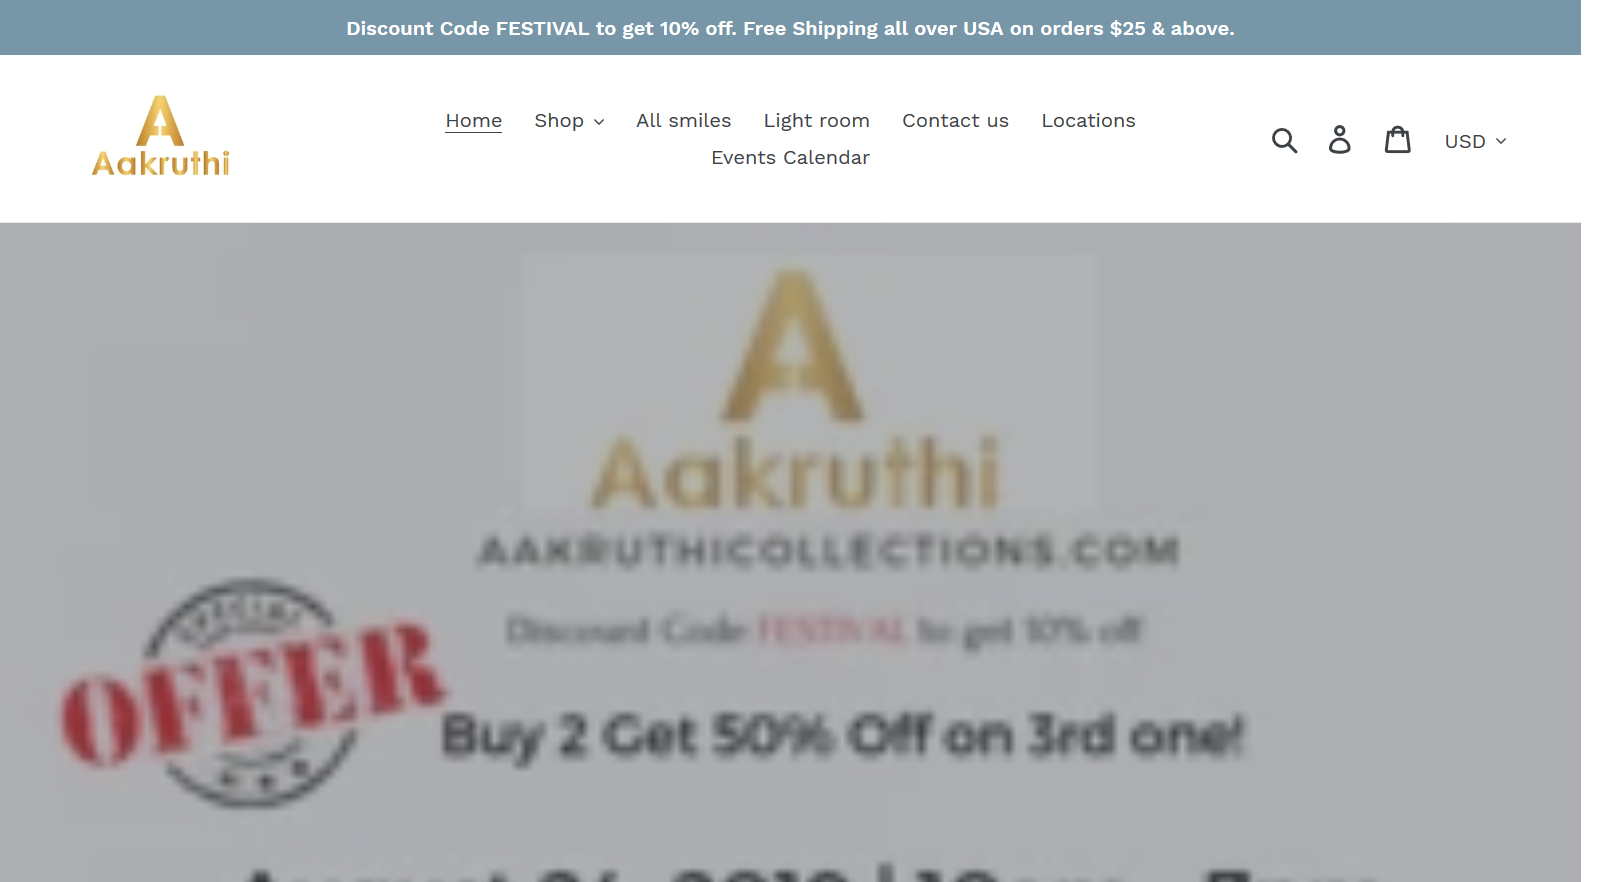 Discount Code FESTIVAL to get 10% off. Free Shipping all over USA on orders $25 & above.
A
Aakruthi
Home Shop All smiles Light room Contact us Locations
Events Calendar
USD
A
Aakruthi
AAKRUTHICOLLECTIONS.COM
Discount Code FESTIVAL to get 10% off
SPECIAL
OFFER
Buy 2 Get 50% Off on 3rd one!